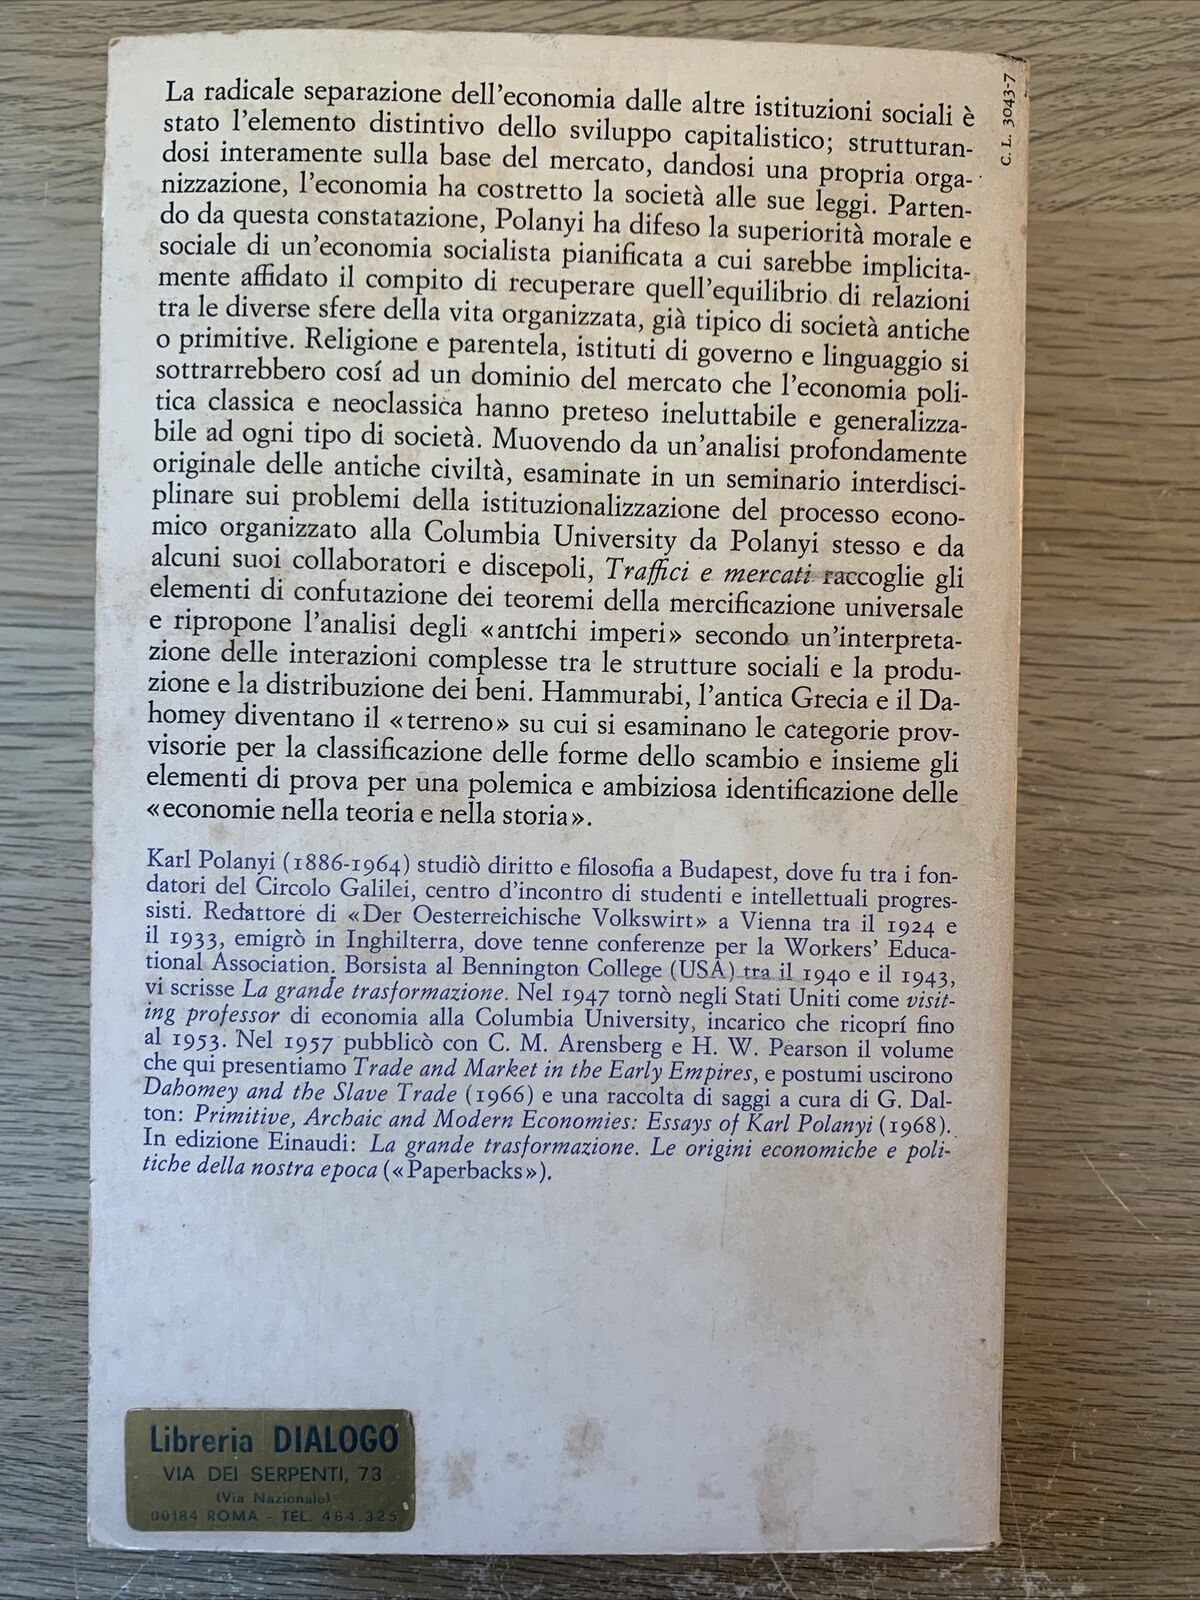 La radicale separazione dell'economia dalle altre istituzioni sociali è
stato l'elemento distintivo dello sviluppo capitalistico; strutturan-
dosi interamente sulla base del mercato, dandosi una propria orga-
nizzazione, l'economia ha costretto la società alle sue leggi. Parten-
do da questa constatazione, Polanyi ha difeso la superiorità morale e
sociale di un'economia socialista pianificata a cui sarebbe implicita-
mente affidato il compito di recuperare quell'equilibrio di relazioni
tra le diverse sfere della vita organizzata, già tipico di società antiche
o primitive. Religione e parentela, istituti di governo e linguaggio si
sottrarrebbero cosí ad un dominio del mercato che l'economia poli-
tica classica e neoclassica hanno preteso ineluttabile e generalizza-
bile ad ogni tipo di società. Muovendo da un'analisi profondamente
originale delle antiche civiltà, esaminate in un seminario interdisci-
plinare sui problemi della istituzionalizzazione del processo econo-
mico organizzato alla Columbia University da Polanyi stesso e da
alcuni suoi collaboratori e discepoli, Traffici e mercati raccoglie gli
elementi di confutazione dei teoremi della mercificazione universale
e ripropone l'analisi degli «antichi imperi» secondo un'interpreta-
zione delle interazioni complesse tra le strutture sociali e la produ-
zione e la distribuzione dei beni. Hammurabi, l'antica Grecia e il Da-
homey diventano il «terreno» su cui si esaminano le categorie prov-
visorie per la classificazione delle forme dello scambio e insieme gli
elementi di prova per una polemica e ambiziosa identificazione delle
«economie nella teoria e nella storia».
Karl Polanyi (1886-1964) studiò diritto e filosofia a Budapest, dove fu tra i fon-
datori del Circolo Galilei, centro d'incontro di studenti e intellettuali progres-
sisti. Redattore di «Der Oesterreichische Volkswirt» a Vienna tra il 1924 e
il 1933, emigrò in Inghilterra, dove tenne conferenze per la Workers' Educa-
tional Association. Borsista al Bennington College (USA) tra il 1940 e il 1943,
vi scrisse La grande trasformazione. Nel 1947 tornò negli Stati Uniti come visit-
ing professor di economia alla Columbia University, incarico che ricoprí fino
al 1953. Nel 1957 pubblicò con C. M. Arensberg e H. W. Pearson il volume
che qui presentiamo Trade and Market in the Early Empires, e postumi uscirono
Dahomey and the Slave Trade (1966) e una raccolta di saggi a cura di G. Dal-
ton: Primitive, Archaic and Modern Economies: Essays of Karl Polanyi (1968).
In edizione Einaudi: La grande trasformazione. Le origini economiche e poli-
tiche della nostra epoca («Paperbacks»).
C. L. 3043-7
Libreria DIALOGO
VIA DEI SERPENTI, 73
(Via Nazionale)
00184 ROMA - TEL. 464.325